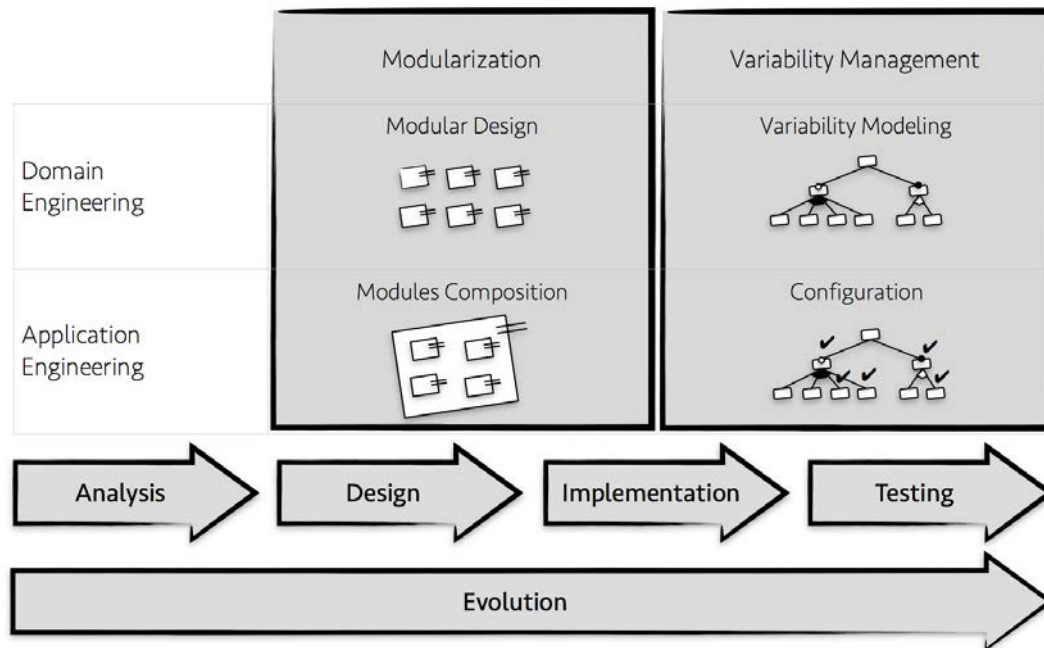 Modularization
Variability Management
Domain
Engineering
Modular Design
Variability Modeling
Application
Engineering
Modules Composition
Configuration
Analysis
Design
Implementation
Testing
Evolution